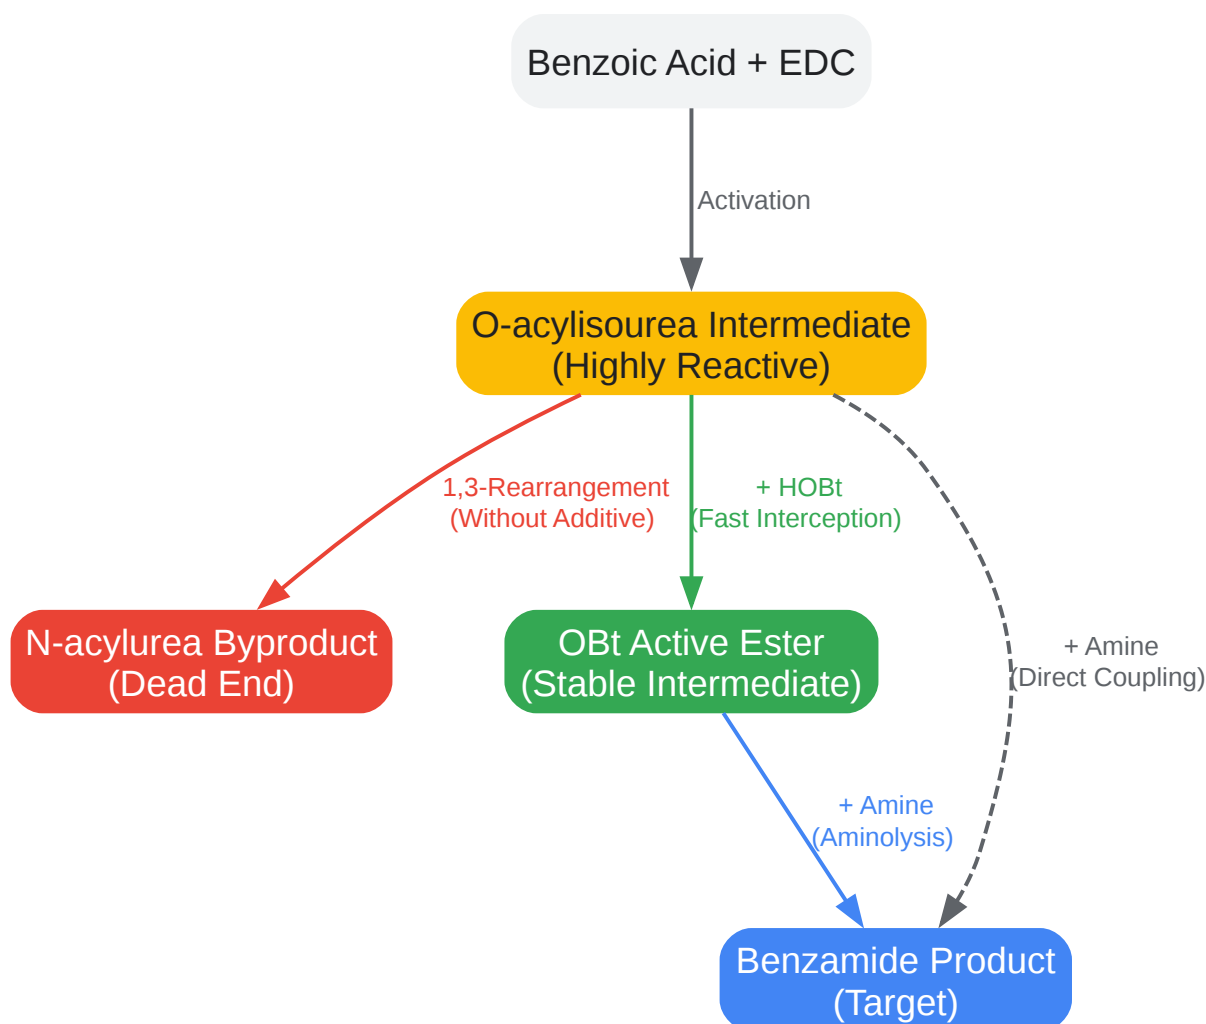 Benzoic Acid + EDC
Activation
O-acylisourea Intermediate
(Highly Reactive)
1,3-Rearrangement
(Without Additive)
+ HOBt
(Fast Interception)
N-acylurea Byproduct
(Dead End)
OBt Active Ester
(Stable Intermediate)
+ Amine
(Direct Coupling)
+ Amine
(Aminolysis)
Benzamide Product
(Target)